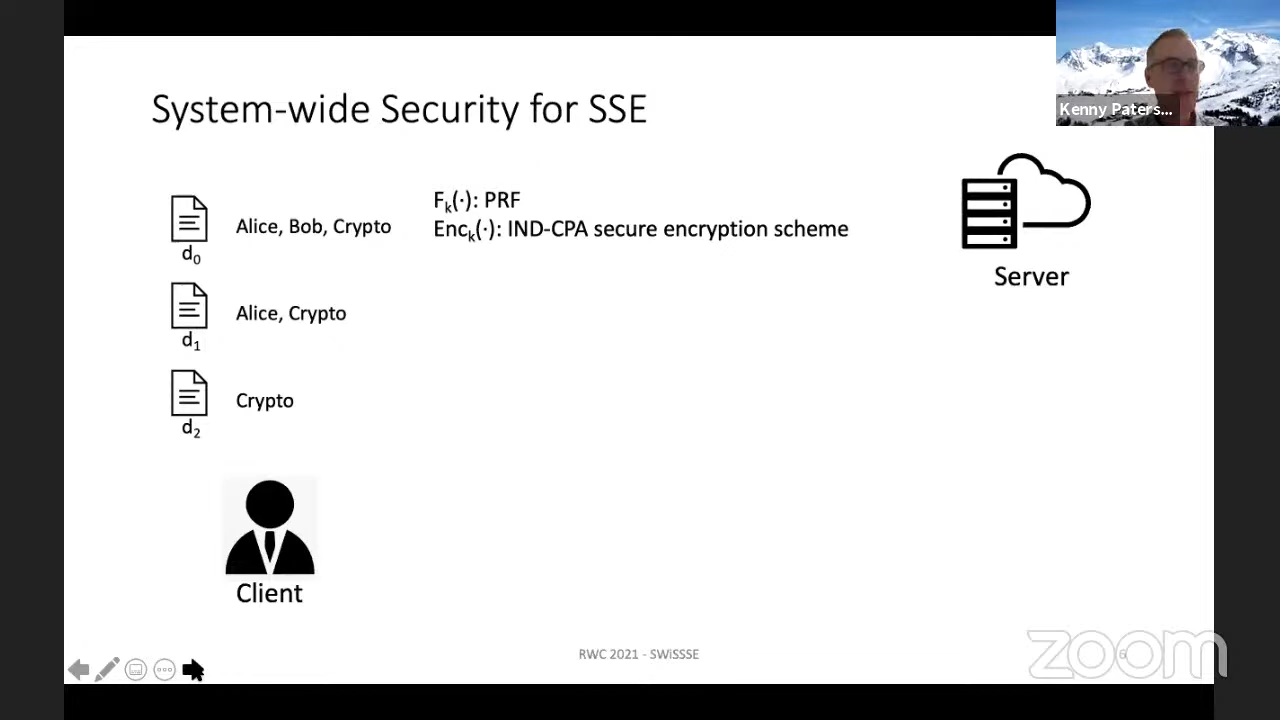 System-wide Security for SSE
Kenny Paters...
Alice, Bob, Crypto
d0
Fk(·): PRF
Enck(·): IND-CPA secure encryption scheme
Server
Alice, Crypto
d1
Crypto
d2
Client
RWC 2021 - SWiSSSE
6
zoom